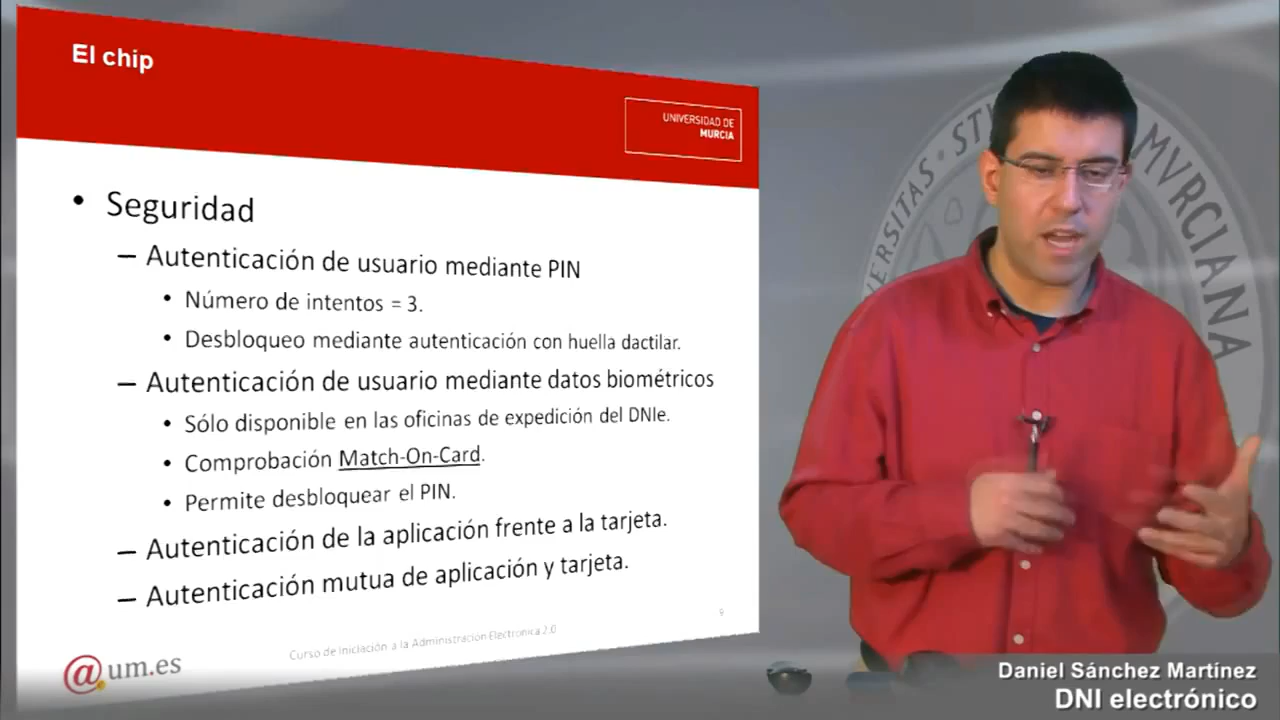 El chip
UNIVERSIDAD DE
MURCIA
• Seguridad
– Autenticación de usuario mediante PIN
• Número de intentos = 3.
• Desbloqueo mediante autenticación con huella dactilar.
– Autenticación de usuario mediante datos biométricos
• Sólo disponible en las oficinas de expedición del DNIe.
• Comprobación Match-On-Card.
• Permite desbloquear el PIN.
– Autenticación de la aplicación frente a la tarjeta.
– Autenticación mutua de aplicación y tarjeta.
9
Curso de Iniciación a la Administración Electrónica 2.0
@um.es
MVRCIANA
Daniel Sánchez Martínez
DNI electrónico